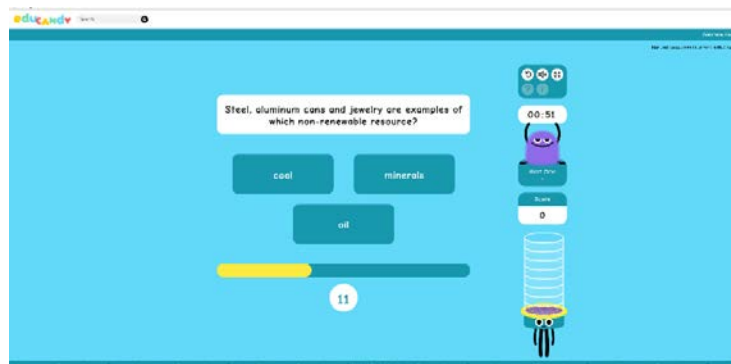 educandy
Steel, aluminum cans and jewelry are examples of
which non-renewable resource?
coal
minerals
oil
11
00:51
Score
0